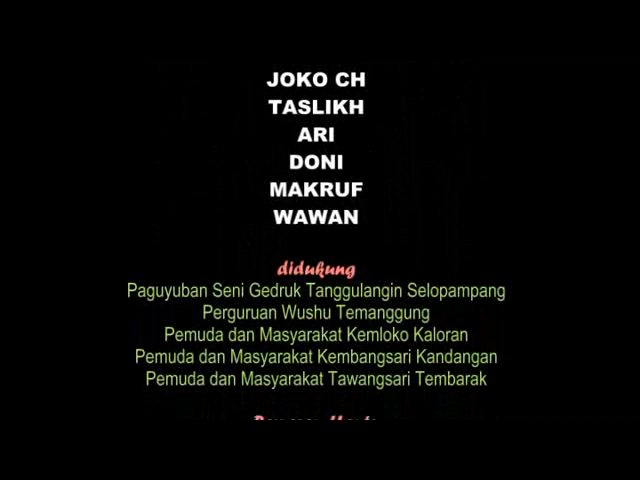 JOKO CH
TASLIKH
ARI
DONI
MAKRUF
WAWAN
didukung
Paguyuban Seni Gedruk Tanggulangin Selopampang
Perguruan Wushu Temanggung
Pemuda dan Masyarakat Kemloko Kaloran
Pemuda dan Masyarakat Kembangsari Kandangan
Pemuda dan Masyarakat Tawangsari Tembarak